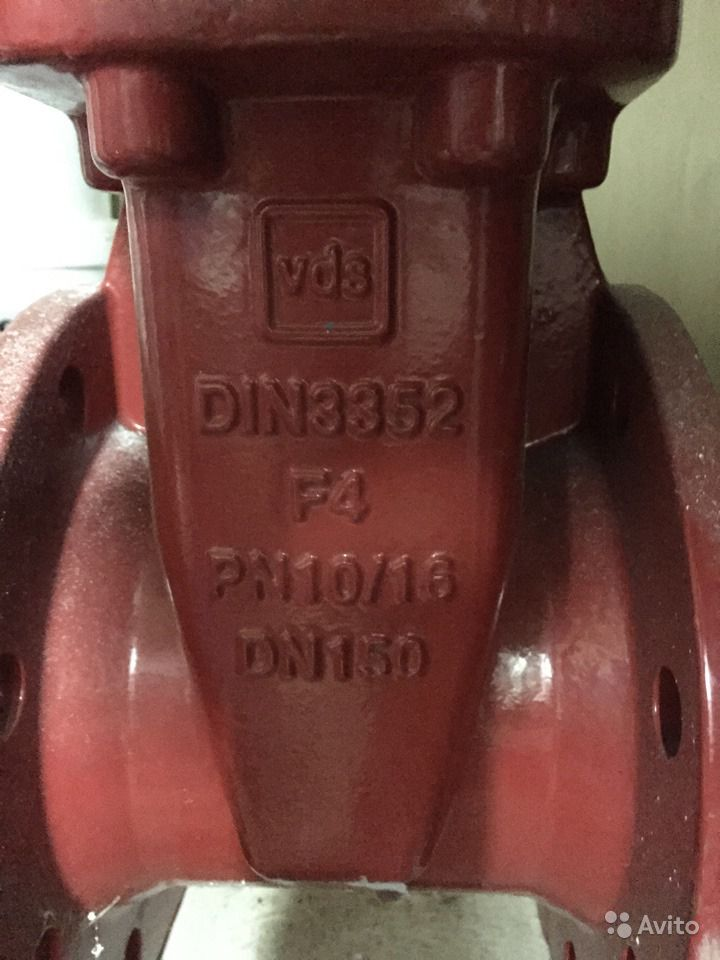 vds
DIN3352
F4
PN10/16
DN150
Avito